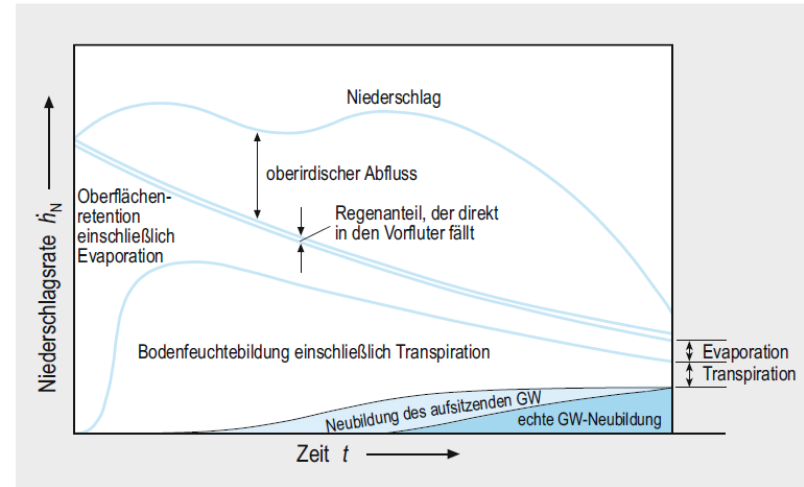 Niederschlag
oberirdischer Abfluss
Oberflächen-
retention
einschließlich
Evaporation
Regenanteil, der direkt
in den Vorfluter fällt
Niederschlagsrate ḣN
Bodenfeuchtebildung einschließlich Transpiration
Evaporation
Transpiration
Neubildung des aufsitzenden GW
echte GW-Neubildung
Zeit t